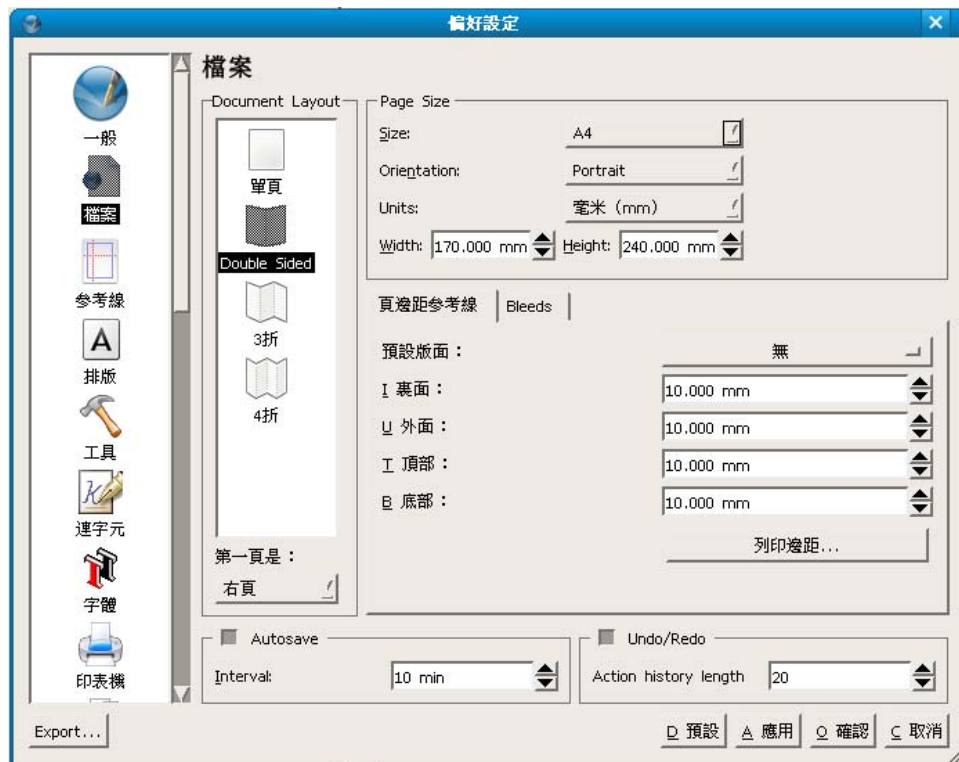 偏好設定
一般
檔案
参考線
排版
工具
連字元
字體
印表機
檔案
Document Layout
單頁
Double Sided
3折
4折
第一頁是：
右頁
Page Size
Size: A4
Orientation: Portrait
Units: 毫米 (mm)
Width: 170.000 mm Height: 240.000 mm
頁邊距参考線 Bleeds
預設版面： 無
I 裏面： 10.000 mm
U 外面： 10.000 mm
T 頂部： 10.000 mm
B 底部： 10.000 mm
列印邊距...
Autosave
Interval: 10 min
Undo/Redo
Action history length 20
Export...
D 預設 A 應用 O 確認 C 取消